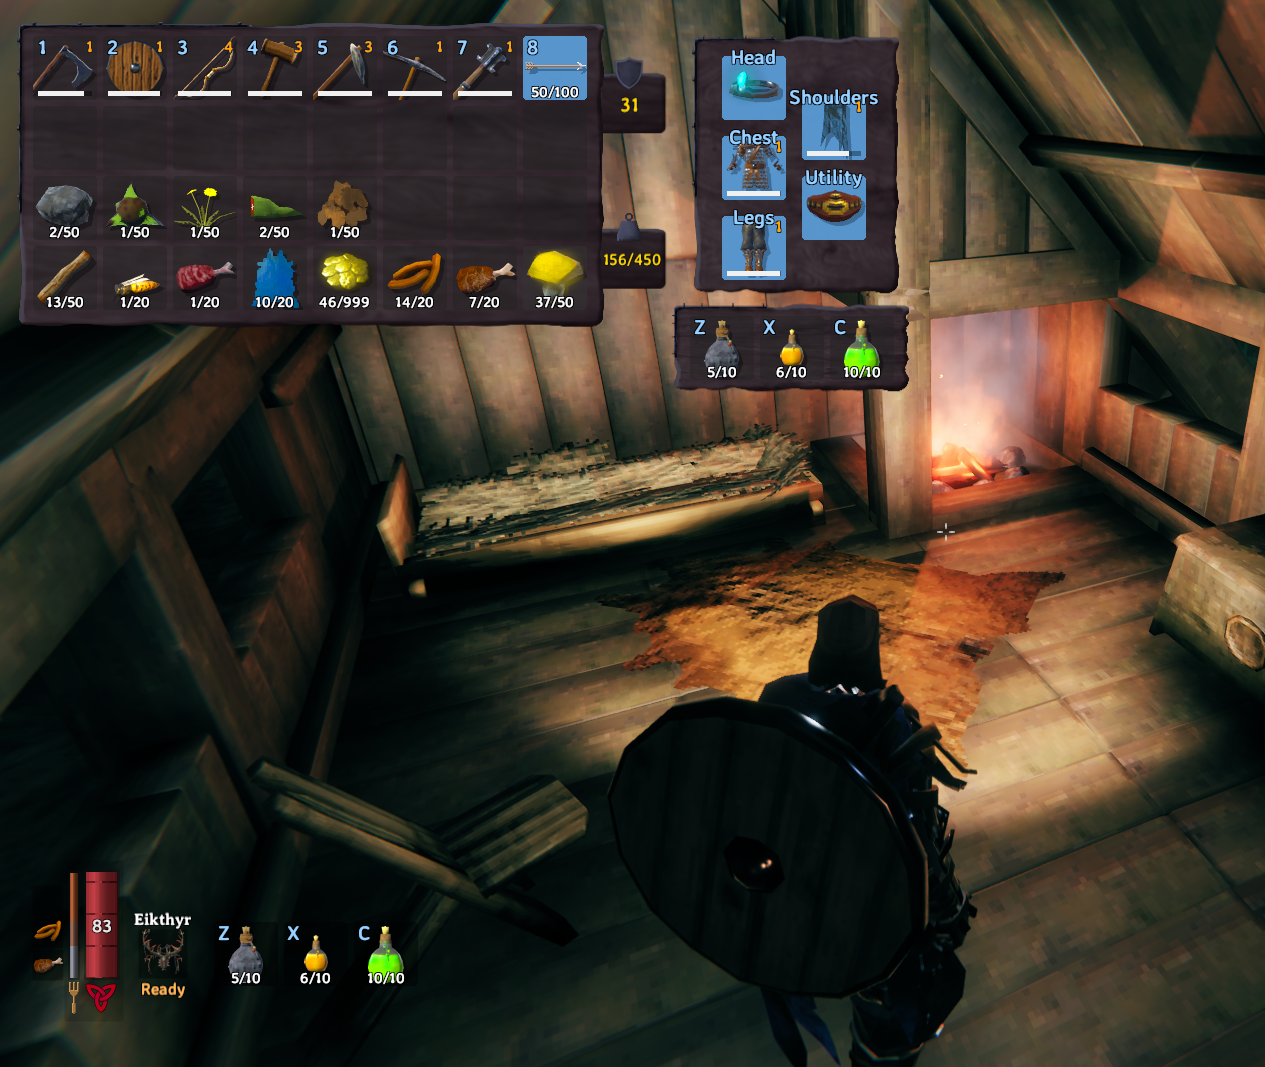 1 1 2 1 3 4 4 3 5 3 6 1 7 1 8
50/100
31
2/50 1/50 1/50 2/50 1/50
156/450
13/50 1/20 1/20 10/20 46/999 14/20 7/20 37/50
Head
Shoulders
1
Chest
1
Utility
Legs
1
Z X C
5/10 6/10 10/10
83
Eikthyr
Ready
Z X C
5/10 6/10 10/10